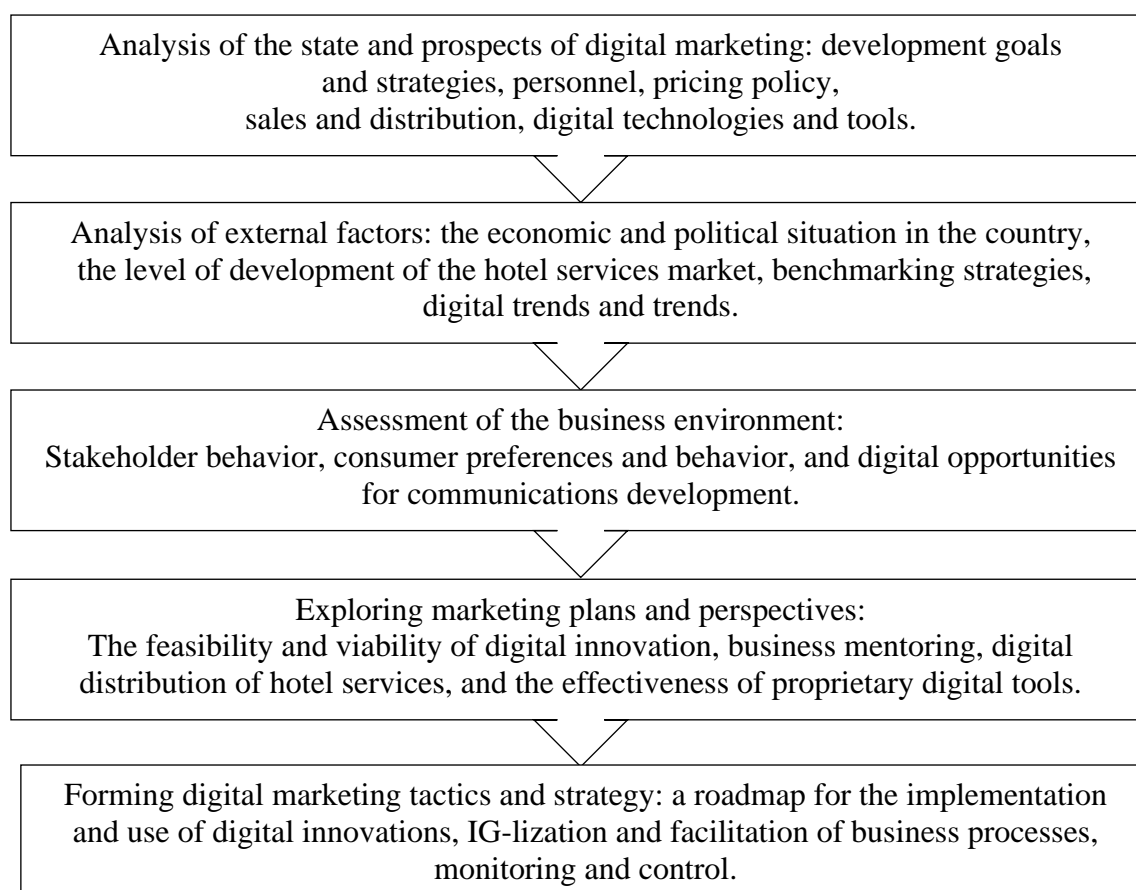 Analysis of the state and prospects of digital marketing: development goals
and strategies, personnel, pricing policy,
sales and distribution, digital technologies and tools.
Analysis of external factors: the economic and political situation in the country,
the level of development of the hotel services market, benchmarking strategies,
digital trends and trends.
Assessment of the business environment:
Stakeholder behavior, consumer preferences and behavior, and digital opportunities
for communications development.
Exploring marketing plans and perspectives:
The feasibility and viability of digital innovation, business mentoring, digital
distribution of hotel services, and the effectiveness of proprietary digital tools.
Forming digital marketing tactics and strategy: a roadmap for the implementation
and use of digital innovations, IG-lization and facilitation of business processes,
monitoring and control.